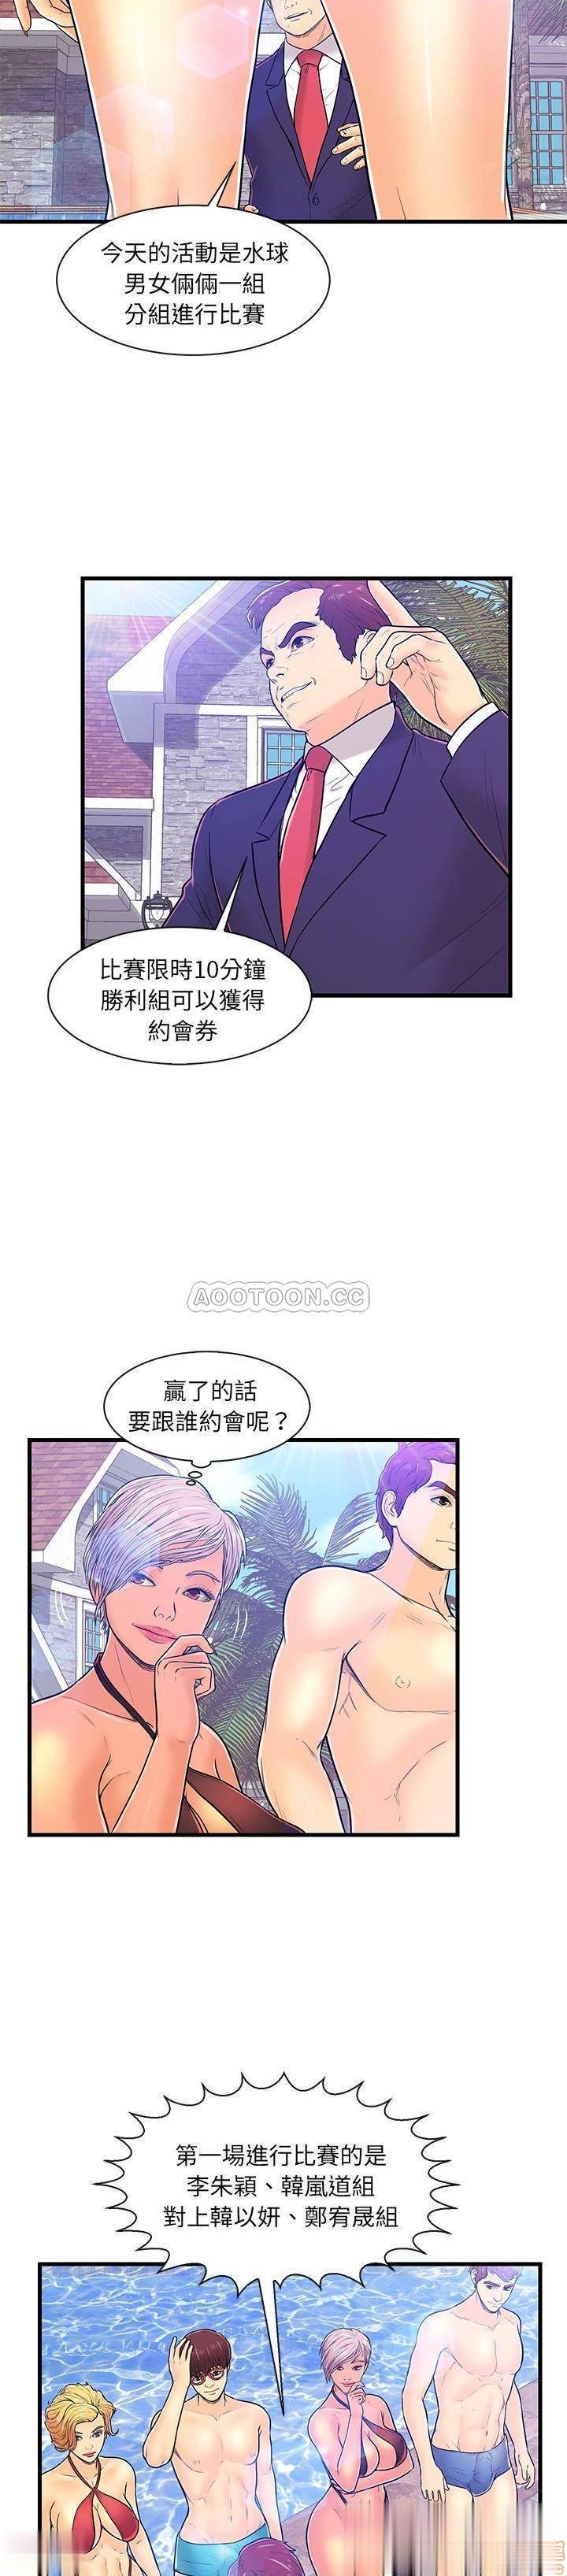 今天的活動是水球
男女倆倆一組
分組進行比賽
比賽限時10分鐘
勝利組可以獲得
約會券
AOOTOON.CC
贏了的話
要跟誰約會呢？
第一場進行比賽的是
李朱穎、韓嵐道組
對上韓以妍、鄭宥晟組